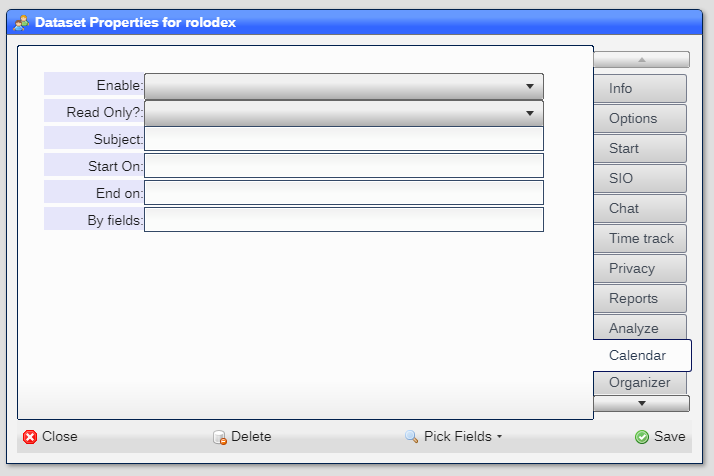 Dataset Properties for rolodex
Enable:
Read Only?:
Subject:
Start On:
End on:
By fields:
Info
Options
Start
SIO
Chat
Time track
Privacy
Reports
Analyze
Calendar
Organizer
Close
Delete
Pick Fields
Save